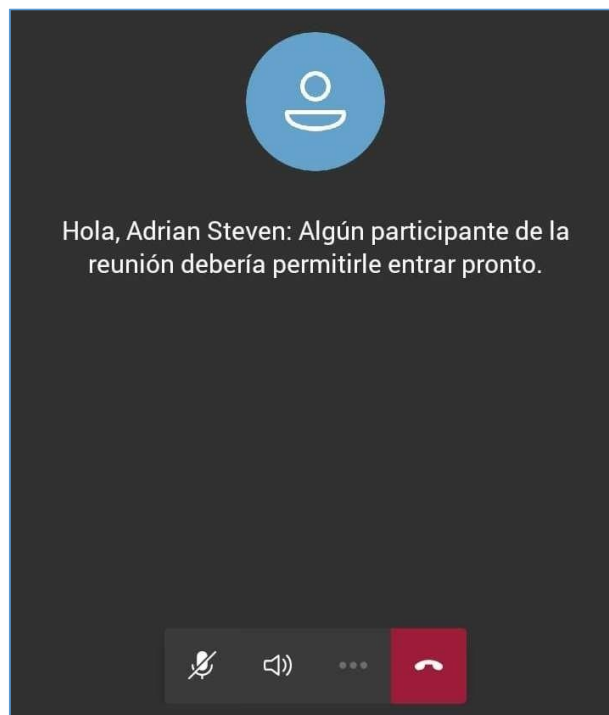 Hola, Adrian Steven: Algún participante de la
reunión debería permitirle entrar pronto.